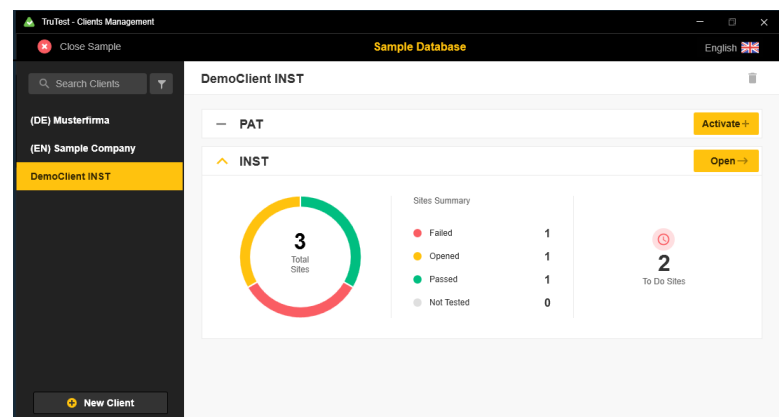 TruTest - Clients Management
Close Sample
Sample Database
English
Search Clients
DemoClient INST
(DE) Musterfirma
(EN) Sample Company
DemoClient INST
New Client
PAT
Activate +
INST
Open →
3
Total
Sites
Sites Summary
Failed 1
Opened 1
Passed 1
Not Tested 0
2
To Do Sites